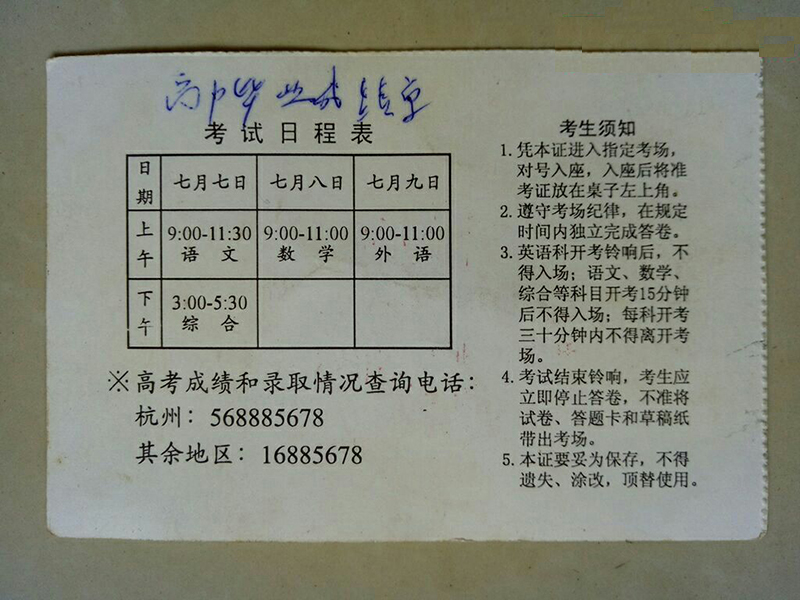 高中毕业成绩单
考试日程表
日期 七月七日 七月八日 七月九日
上午 9:00-11:30 语文 9:00-11:00 数学 9:00-11:00 外语
下午 3:00-5:30 综合
※高考成绩和录取情况查询电话：
杭州：568885678
其余地区：16885678
考生须知
1.凭本证进入指定考场，
对号入座，入座后将准
考证放在桌子左上角。
2.遵守考场纪律，在规定
时间内独立完成答卷。
3.英语科开考铃响后，不
得入场；语文、数学、
综合等科目开考15分钟
后不得入场；每科开考
三十分钟内不得离开考
场。
4.考试结束铃响，考生应
立即停止答卷，不准将
试卷、答题卡和草稿纸
带出考场。
5.本证要妥为保存，不得
遗失、涂改，顶替使用。